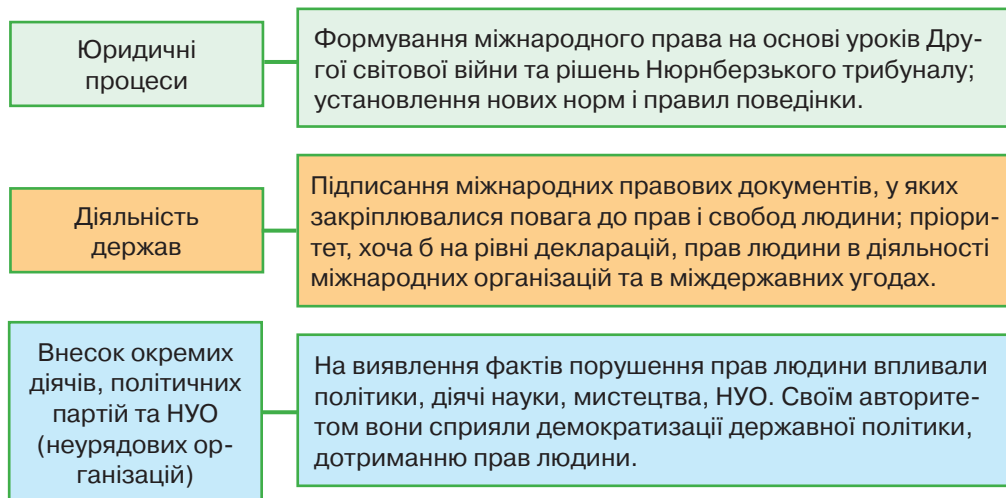 Юридичні
процеси
Формування міжнародного права на основі уроків Дру-
гої світової війни та рішень Нюрнберзького трибуналу;
установлення нових норм і правил поведінки.
Діяльність
держав
Підписання міжнародних правових документів, у яких
закріплювалися повага до прав і свобод людини; пріори-
тет, хоча б на рівні декларацій, прав людини в діяльності
міжнародних організацій та в міждержавних угодах.
Внесок окремих
діячів, політичних
партій та НУО
(неурядових ор-
ганізацій)
На виявлення фактів порушення прав людини впливали
політики, діячі науки, мистецтва, НУО. Своїм авторите-
том вони сприяли демократизації державної політики,
дотриманню прав людини.